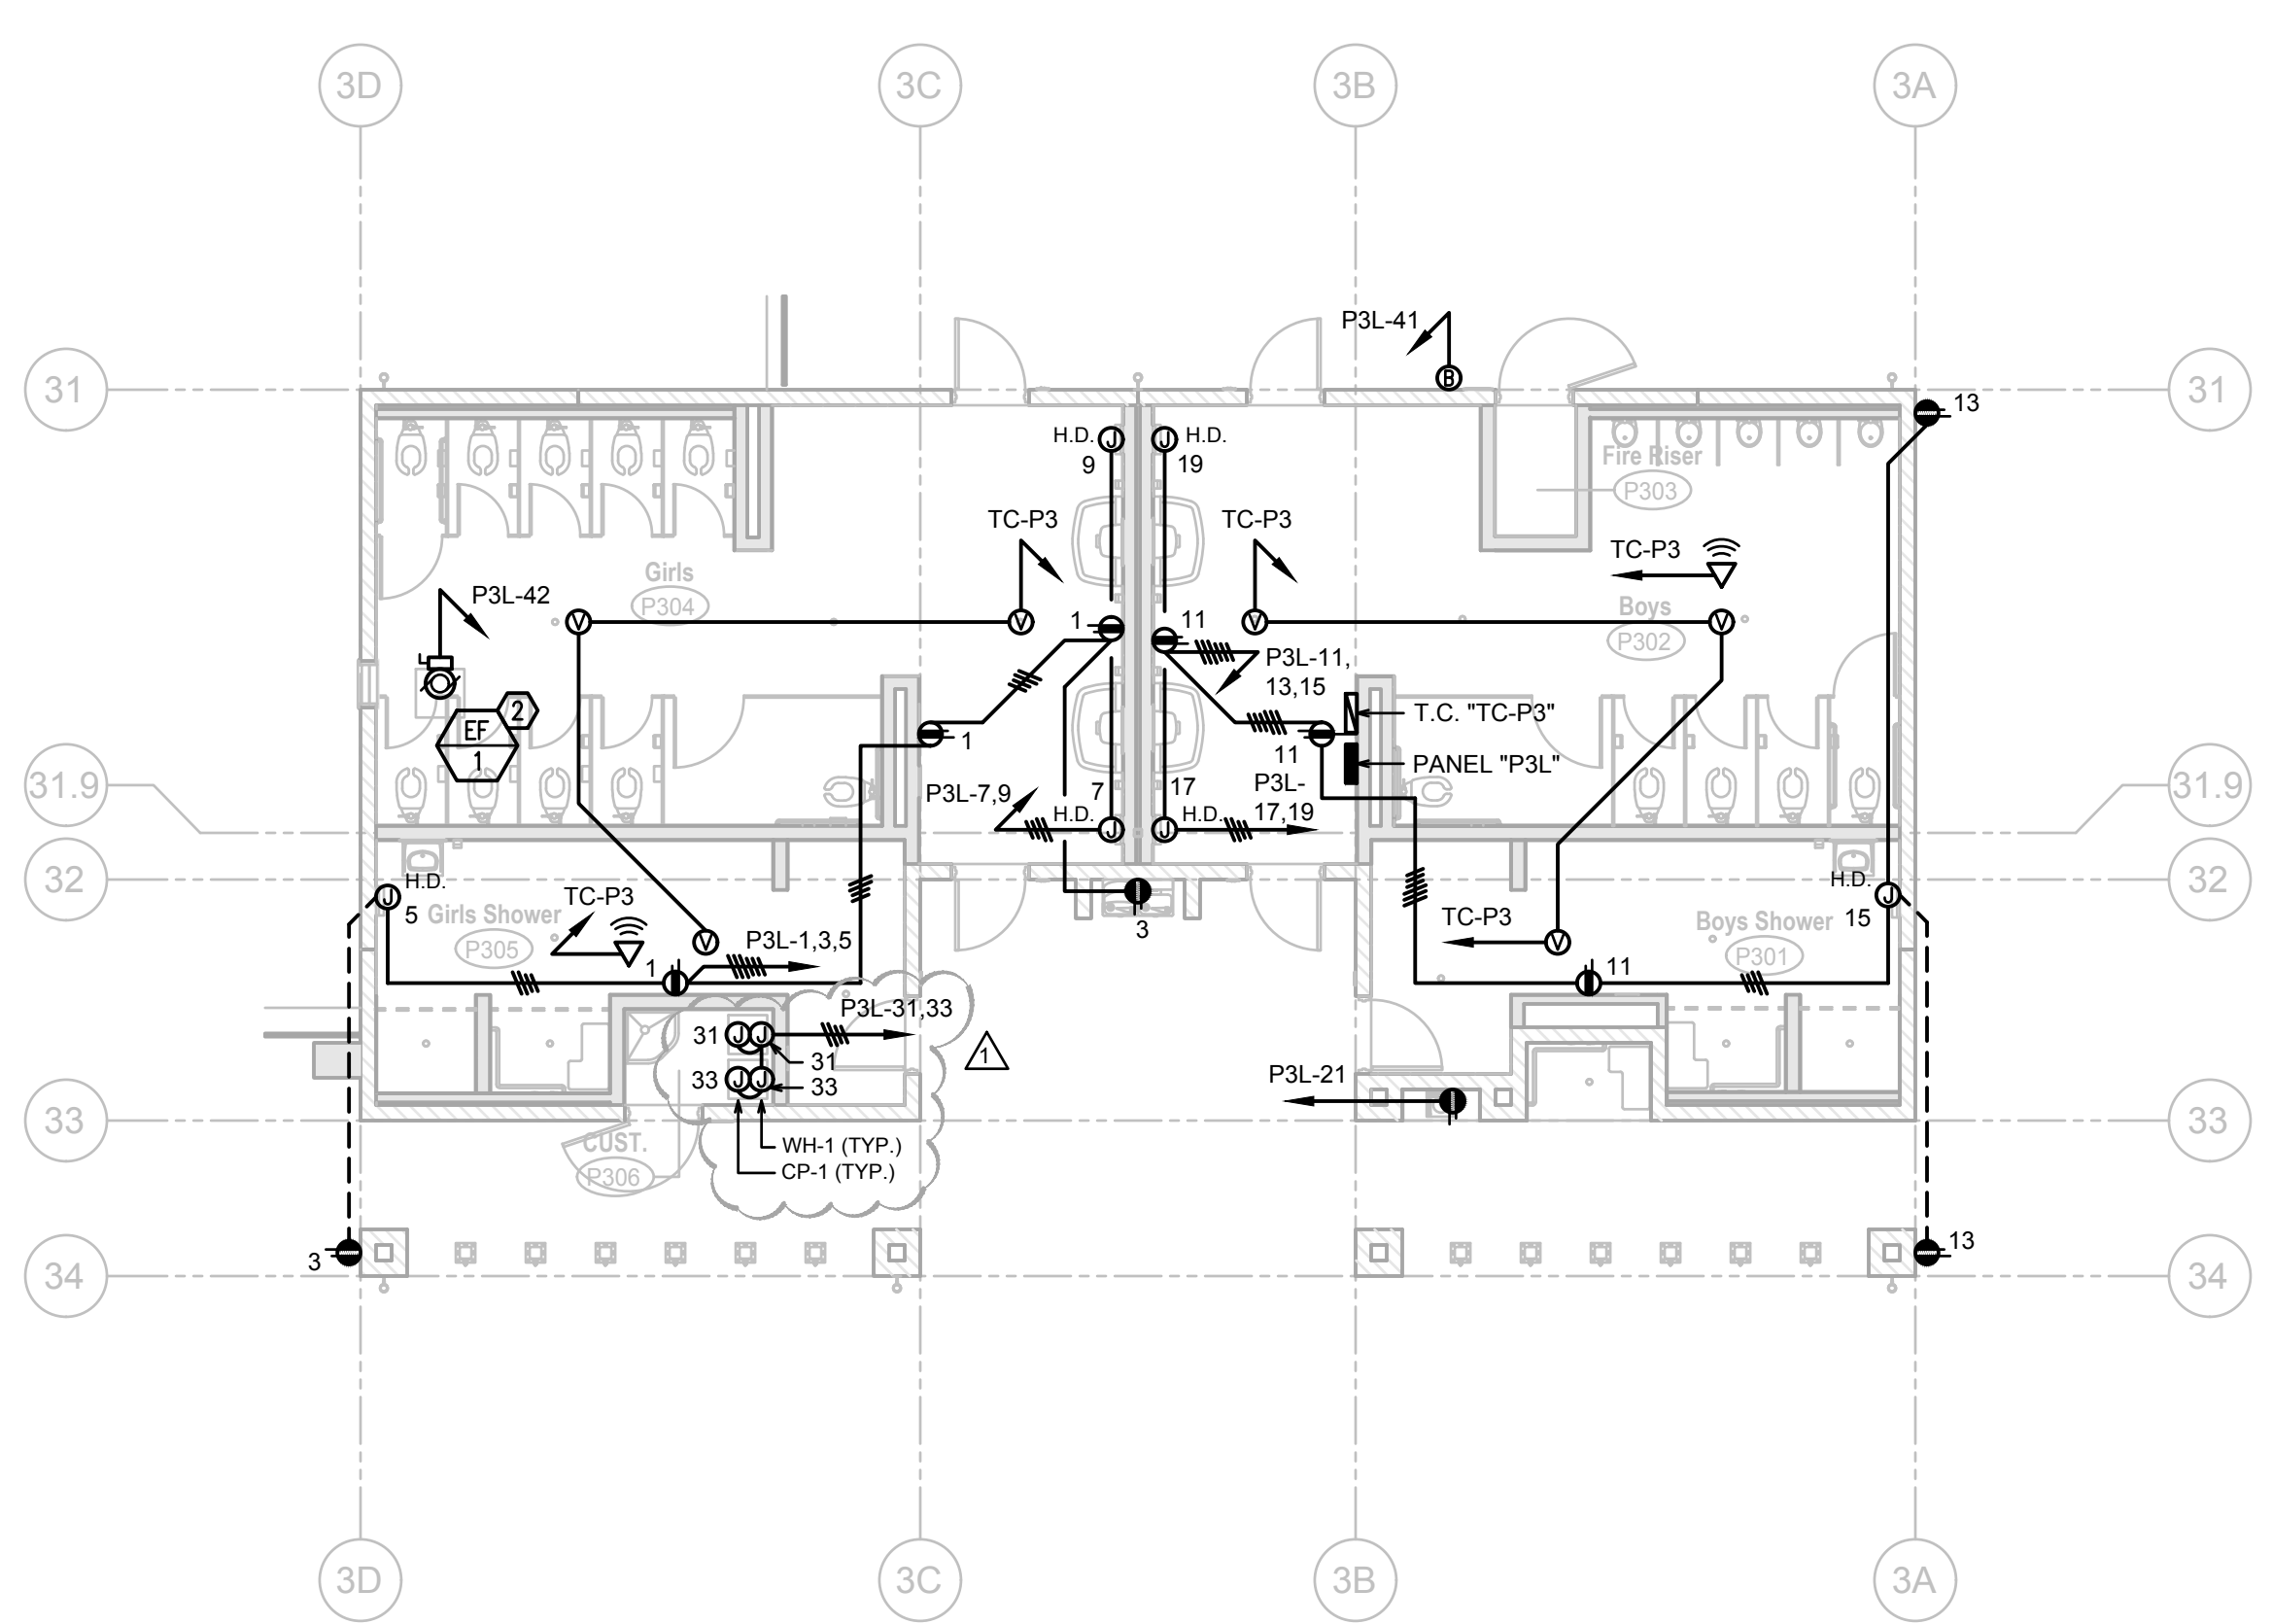 3D
3C
3B
3A
P3L-41
31
31
13
H.D.
J
J
H.D.
9
19
B
Fire Riser
P303
TC-P3
TC-P3
TC-P3
Girls
P304
P3L-42
V
V
1
11
V
V
Boys
P302
P3L-11,
13,15
2
EF
1
1
11
T.C. "TC-P3"
PANEL "P3L"
31.9
31.9
P3L-7,9
7
17
P3L-
17,19
H.D.
J
J
H.D.
32
32
H.D.
J
5
Girls Shower
P305
TC-P3
V
P3L-1,3,5
1
3
TC-P3
V
11
H.D.
J
15
Boys Shower
P301
P3L-31,33
31
J
J
31
33
J
J
33
1
P3L-21
33
33
CUST.
P306
WH-1 (TYP.)
CP-1 (TYP.)
3
13
34
34
3D
3C
3B
3A